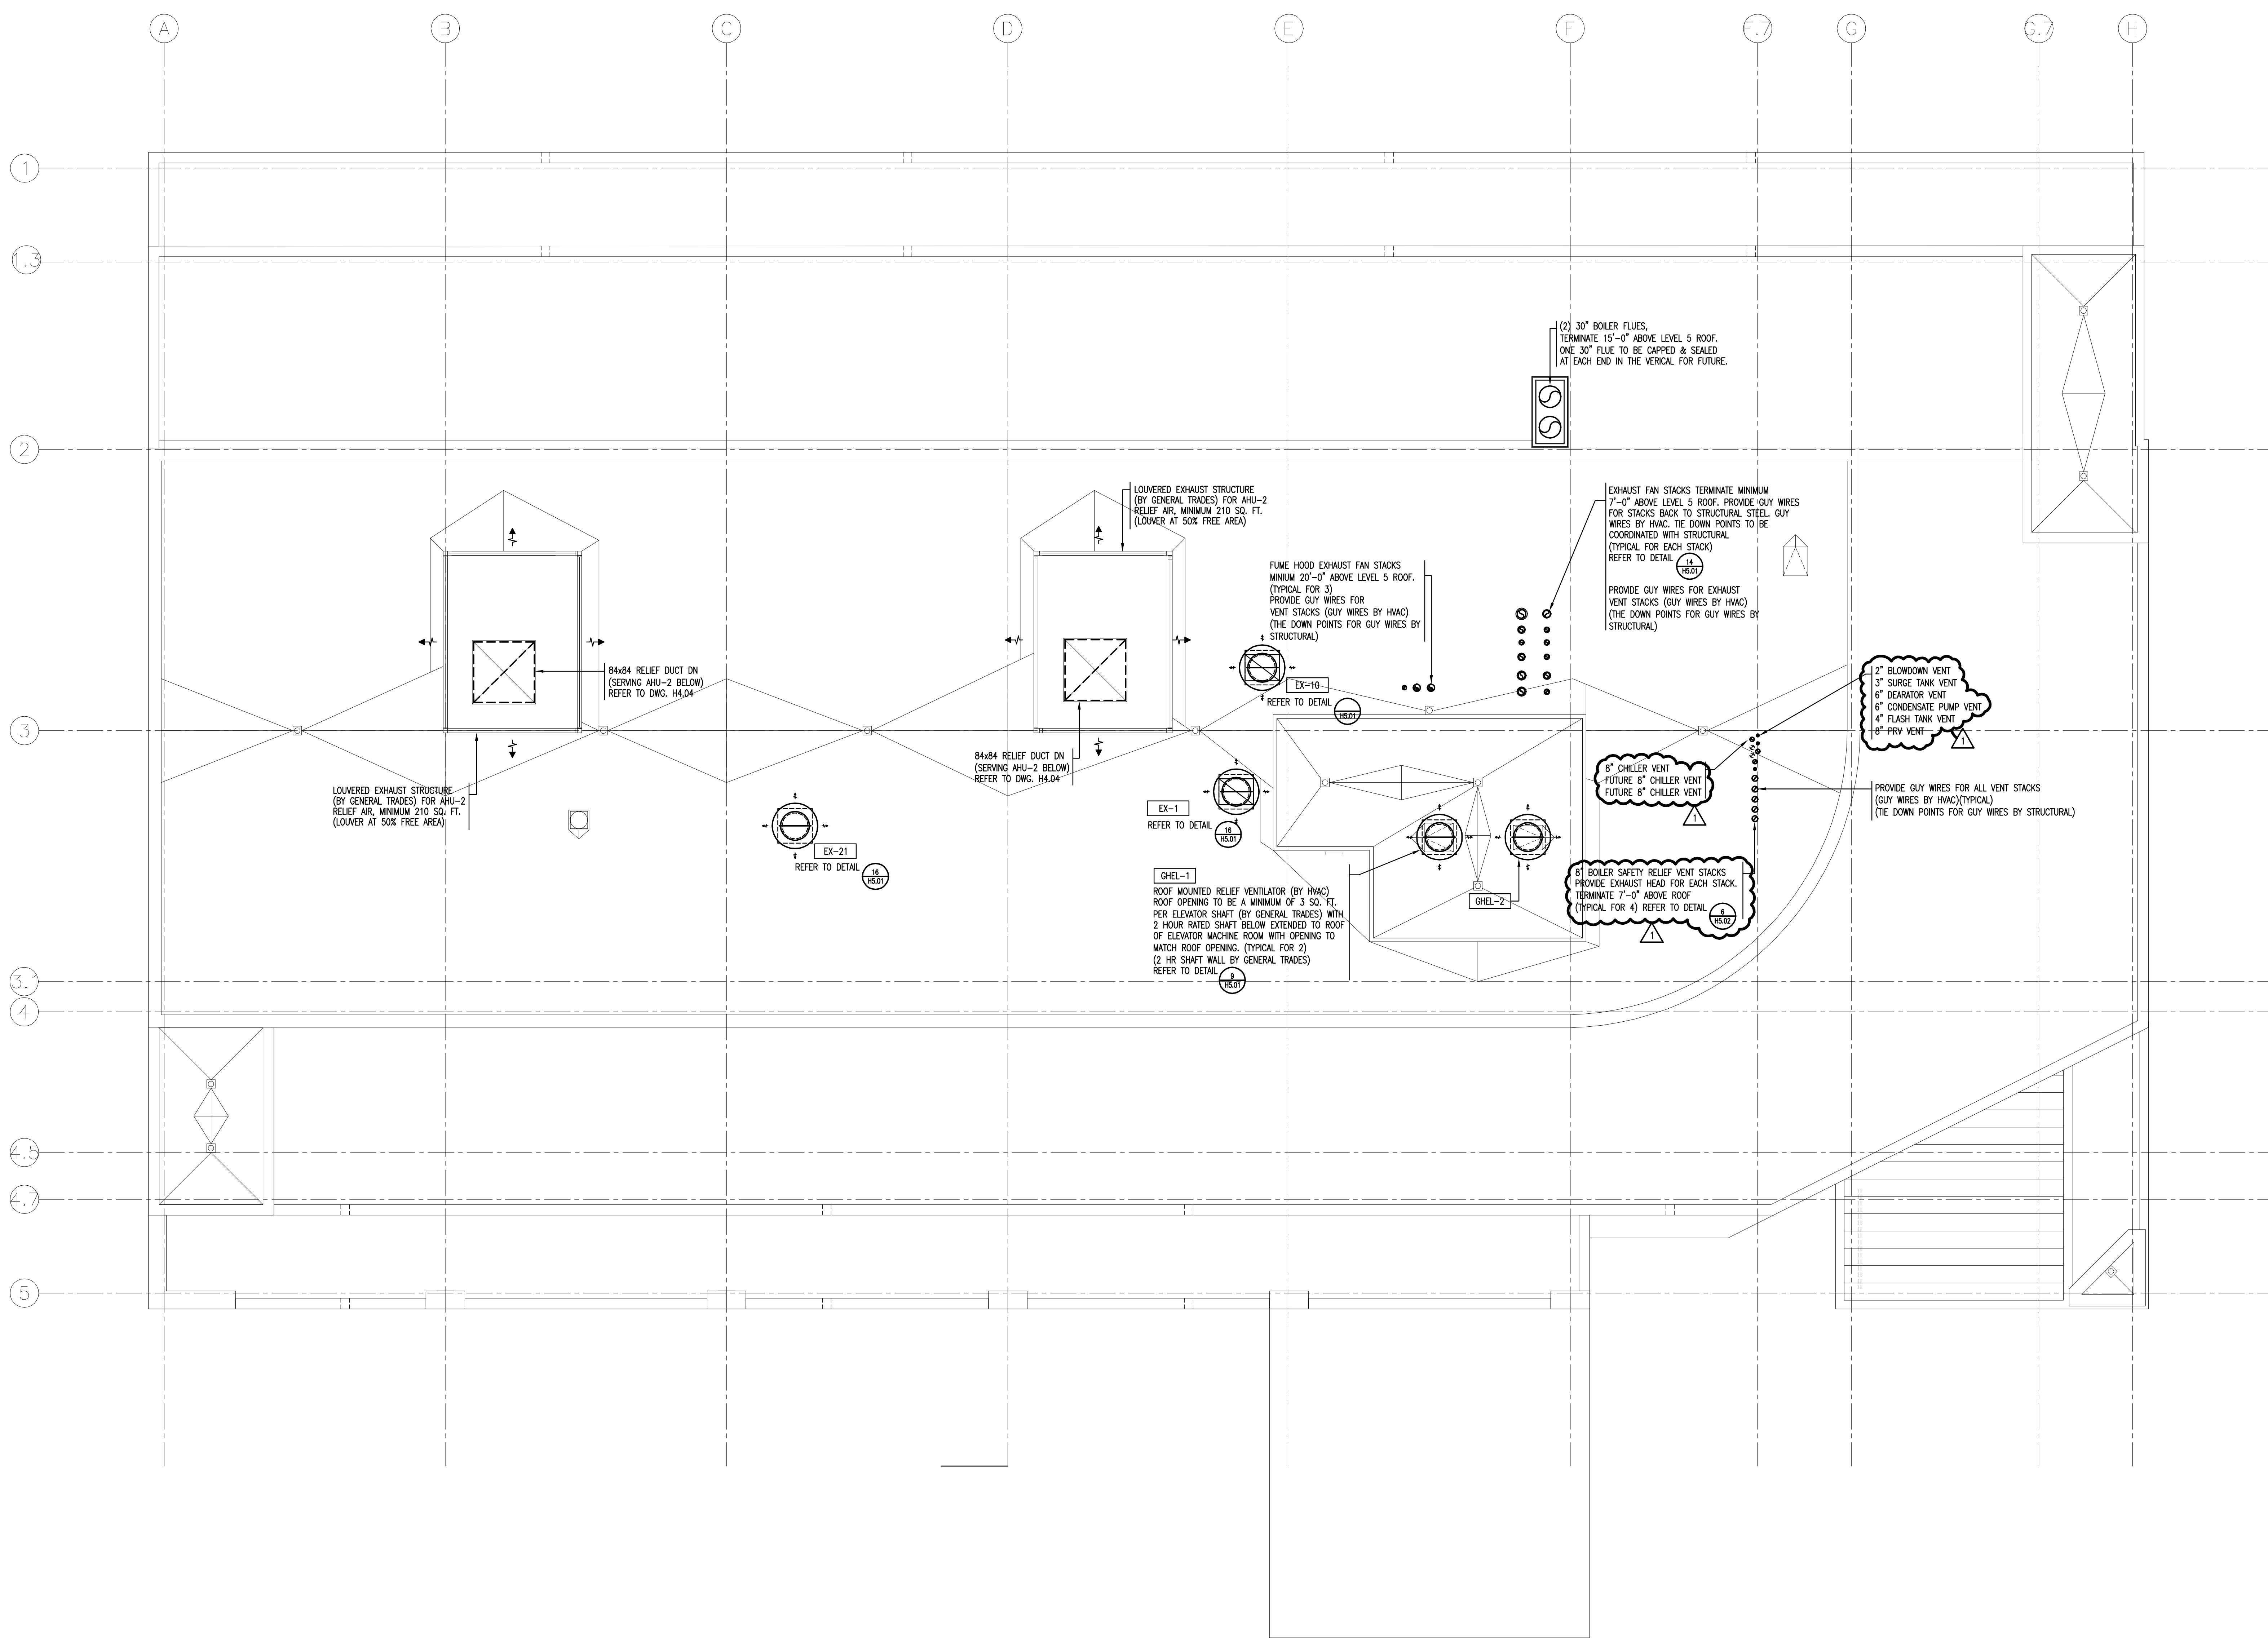 A
B
C
D
E
F
F.7
G
G.7
H
1
1.3
2
3
3.1
4
4.5
4.7
5
(2) 30" BOILER FLUES,
TERMINATE 15'-0" ABOVE LEVEL 5 ROOF.
ONE 30" FLUE TO BE CAPPED & SEALED
AT EACH END IN THE VERICAL FOR FUTURE.
LOUVERED EXHAUST STRUCTURE
(BY GENERAL TRADES) FOR AHU-2
RELIEF AIR, MINIMUM 210 SQ. FT.
(LOUVER AT 50% FREE AREA)
EXHAUST FAN STACKS TERMINATE MINIMUM
7'-0" ABOVE LEVEL 5 ROOF. PROVIDE GUY WIRES
FOR STACKS BACK TO STRUCTURAL STEEL. GUY
WIRES BY HVAC. TIE DOWN POINTS TO BE
COORDINATED WITH STRUCTURAL
(TYPICAL FOR EACH STACK)
REFER TO DETAIL
14
H5.01
PROVIDE GUY WIRES FOR EXHAUST
VENT STACKS (GUY WIRES BY HVAC)
(THE DOWN POINTS FOR GUY WIRES BY
STRUCTURAL)
FUME HOOD EXHAUST FAN STACKS
MINIUM 20'-0" ABOVE LEVEL 5 ROOF.
(TYPICAL FOR 3)
PROVIDE GUY WIRES FOR
VENT STACKS (GUY WIRES BY HVAC)
(THE DOWN POINTS FOR GUY WIRES BY
STRUCTURAL)
84x84 RELIEF DUCT DN
(SERVING AHU-2 BELOW)
REFER TO DWG. H4.04
EX-10
REFER TO DETAIL
H5.01
2" BLOWDOWN VENT
3" SURGE TANK VENT
6" DEARATOR VENT
6" CONDENSATE PUMP VENT
4" FLASH TANK VENT
8" PRV VENT
1
84x84 RELIEF DUCT DN
(SERVING AHU-2 BELOW)
REFER TO DWG. H4.04
8" CHILLER VENT
FUTURE 8" CHILLER VENT
FUTURE 8" CHILLER VENT
1
LOUVERED EXHAUST STRUCTURE
(BY GENERAL TRADES) FOR AHU-2
RELIEF AIR, MINIMUM 210 SQ. FT.
(LOUVER AT 50% FREE AREA)
PROVIDE GUY WIRES FOR ALL VENT STACKS
(GUY WIRES BY HVAC)(TYPICAL)
(TIE DOWN POINTS FOR GUY WIRES BY STRUCTURAL)
EX-1
REFER TO DETAIL
16
H5.01
EX-21
REFER TO DETAIL
16
H5.01
GHEL-1
ROOF MOUNTED RELIEF VENTILATOR (BY HVAC)
ROOF OPENING TO BE A MINIMUM OF 3 SQ. FT.
PER ELEVATOR SHAFT (BY GENERAL TRADES) WITH
2 HOUR RATED SHAFT BELOW EXTENDED TO ROOF
OF ELEVATOR MACHINE ROOM WITH OPENING TO
MATCH ROOF OPENING. (TYPICAL FOR 2)
(2 HR SHAFT WALL BY GENERAL TRADES)
REFER TO DETAIL
9
H5.01
GHEL-2
8" BOILER SAFETY RELIEF VENT STACKS
PROVIDE EXHAUST HEAD FOR EACH STACK.
TERMINATE 7'-0" ABOVE ROOF
(TYPICAL FOR 4) REFER TO DETAIL
6
H5.02
1